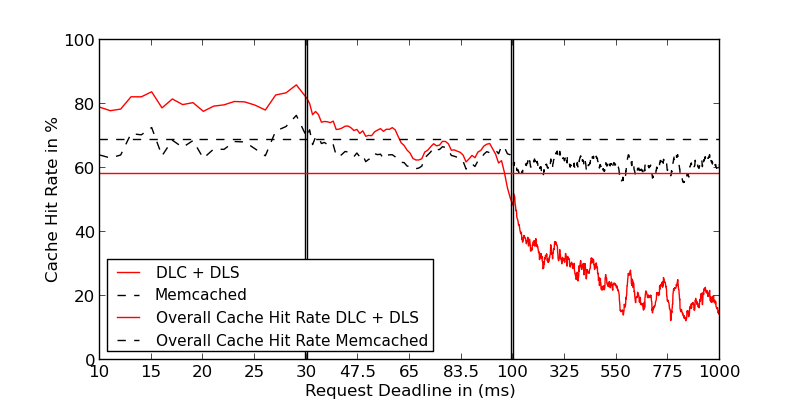 100
80
60
40
20
0
Cache Hit Rate in %
DLC + DLS
Memcached
Overall Cache Hit Rate DLC + DLS
Overall Cache Hit Rate Memcached
10 15 20 25 30 47.5 65 83.5 100 325 550 775 1000
Request Deadline in (ms)